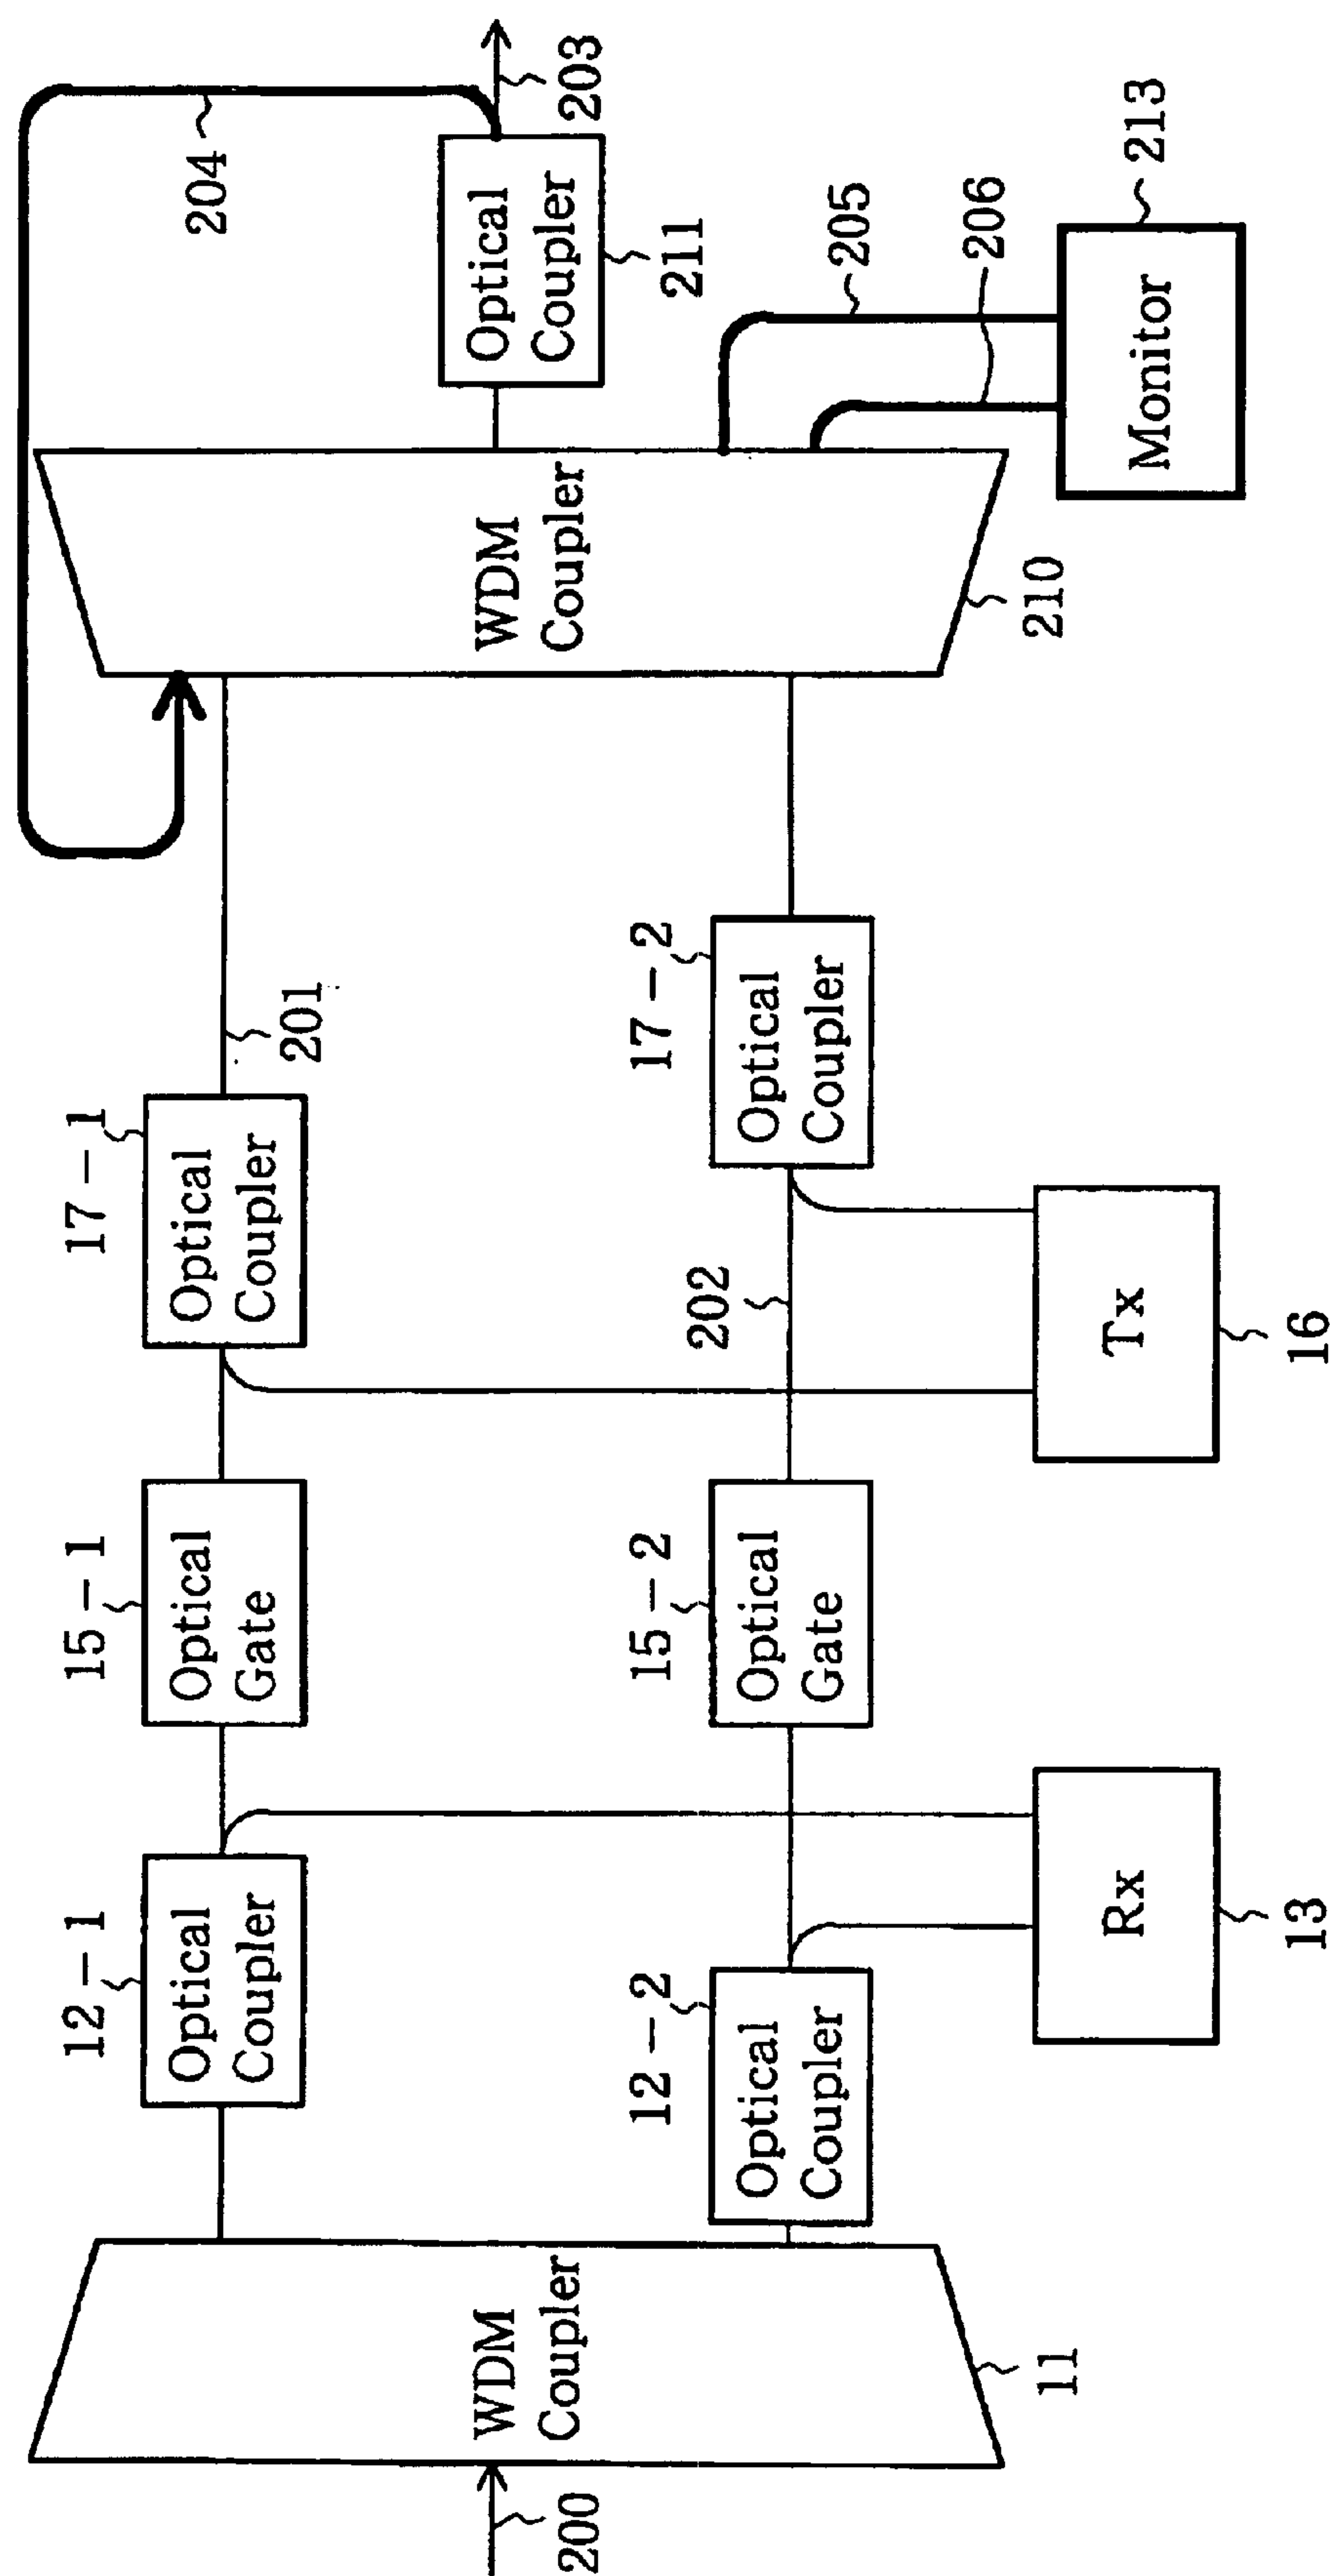 200
WDM
Coupler
11
12-1
Optical
Coupler
12-2
Optical
Coupler
Rx
13
15-1
Optical
Gate
15-2
Optical
Gate
17-1
Optical
Coupler
201
202
17-2
Optical
Coupler
Tx
16
WDM
Coupler
210
204
Optical
Coupler
211
203
205
206
Monitor
213